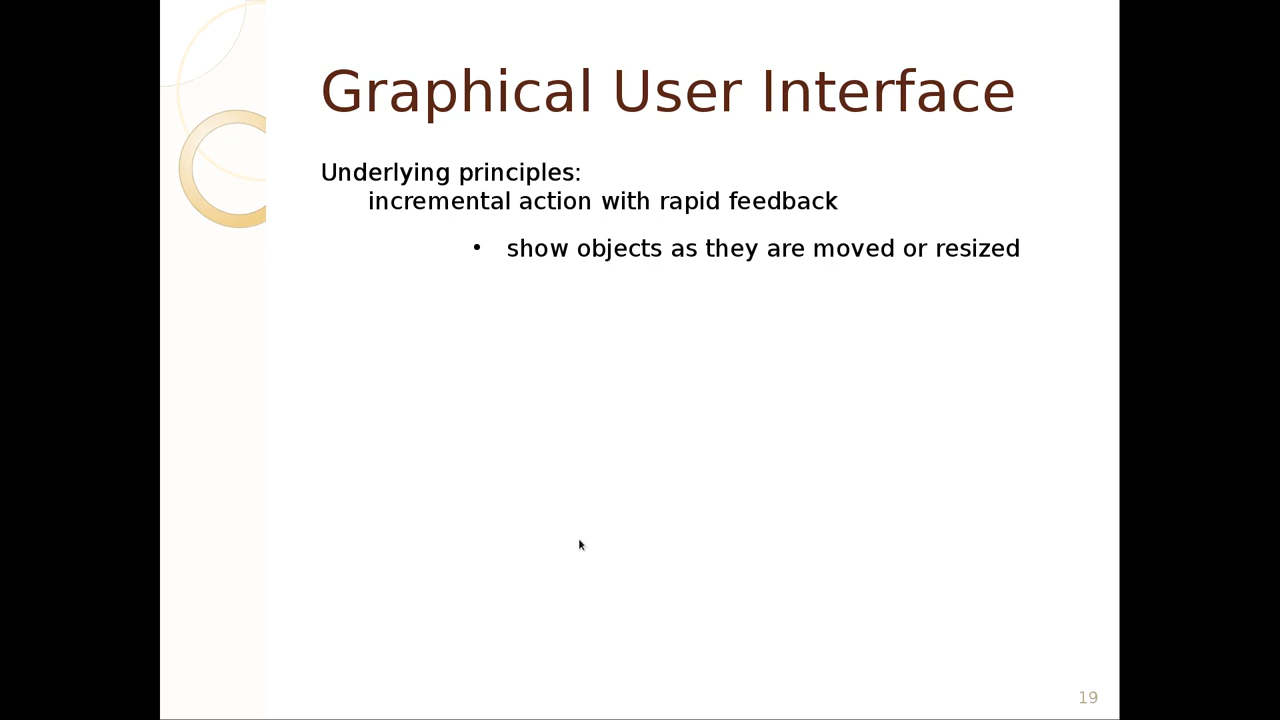 Graphical User Interface
Underlying principles:
incremental action with rapid feedback
• show objects as they are moved or resized
19